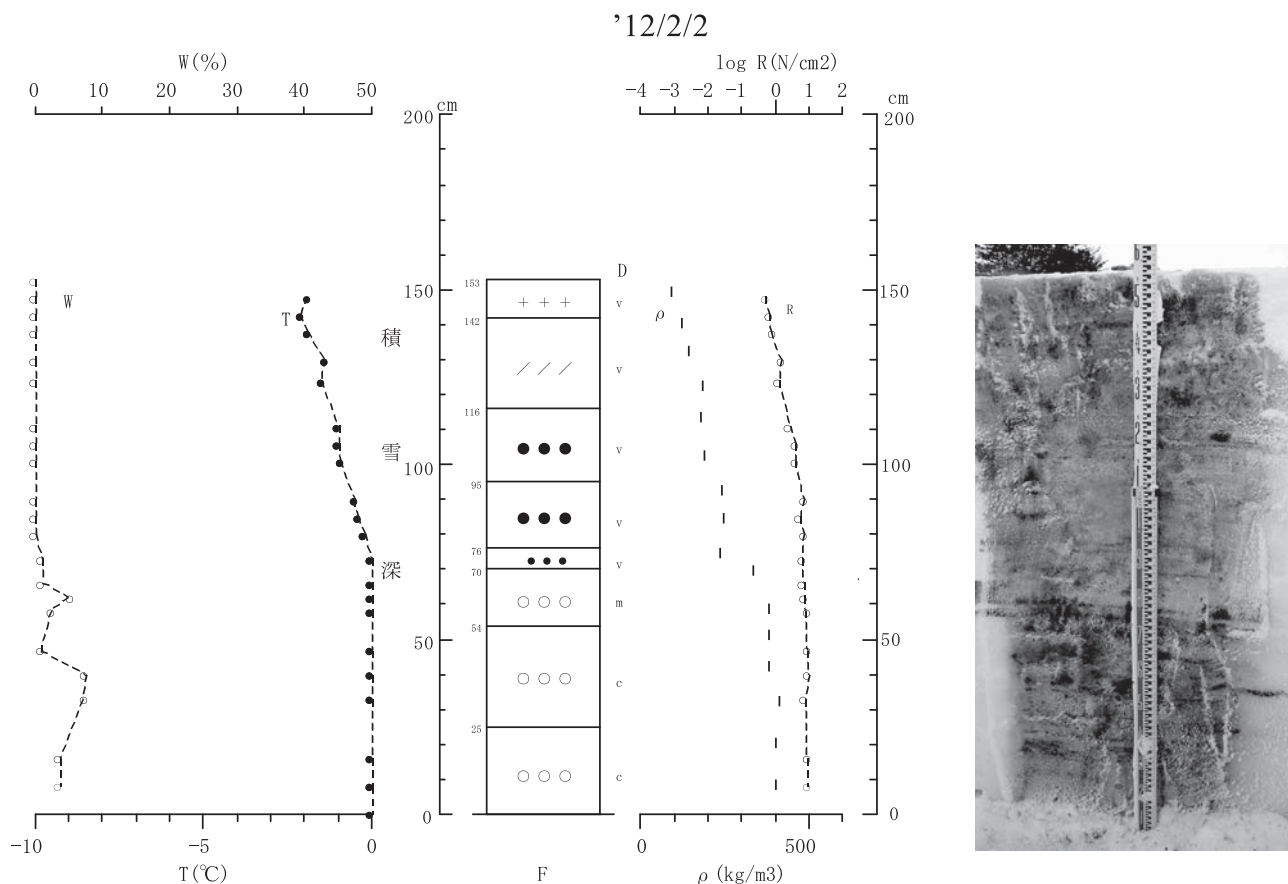 ’12/2/2
W(%)
0 10 20 30 40 50
cm
200
log R(N/cm2)
-4 -3 -2 -1 0 1 2
cm
200
W
T
積
雪
深
150
100
50
0
D
153
+ + +
v
142
v
116
v
95
v
76
v
70
m
54
c
25
c
ρ
R
150
100
50
0
-10 -5 0
T(℃)
F
0 500
ρ (kg/m3)
3
2